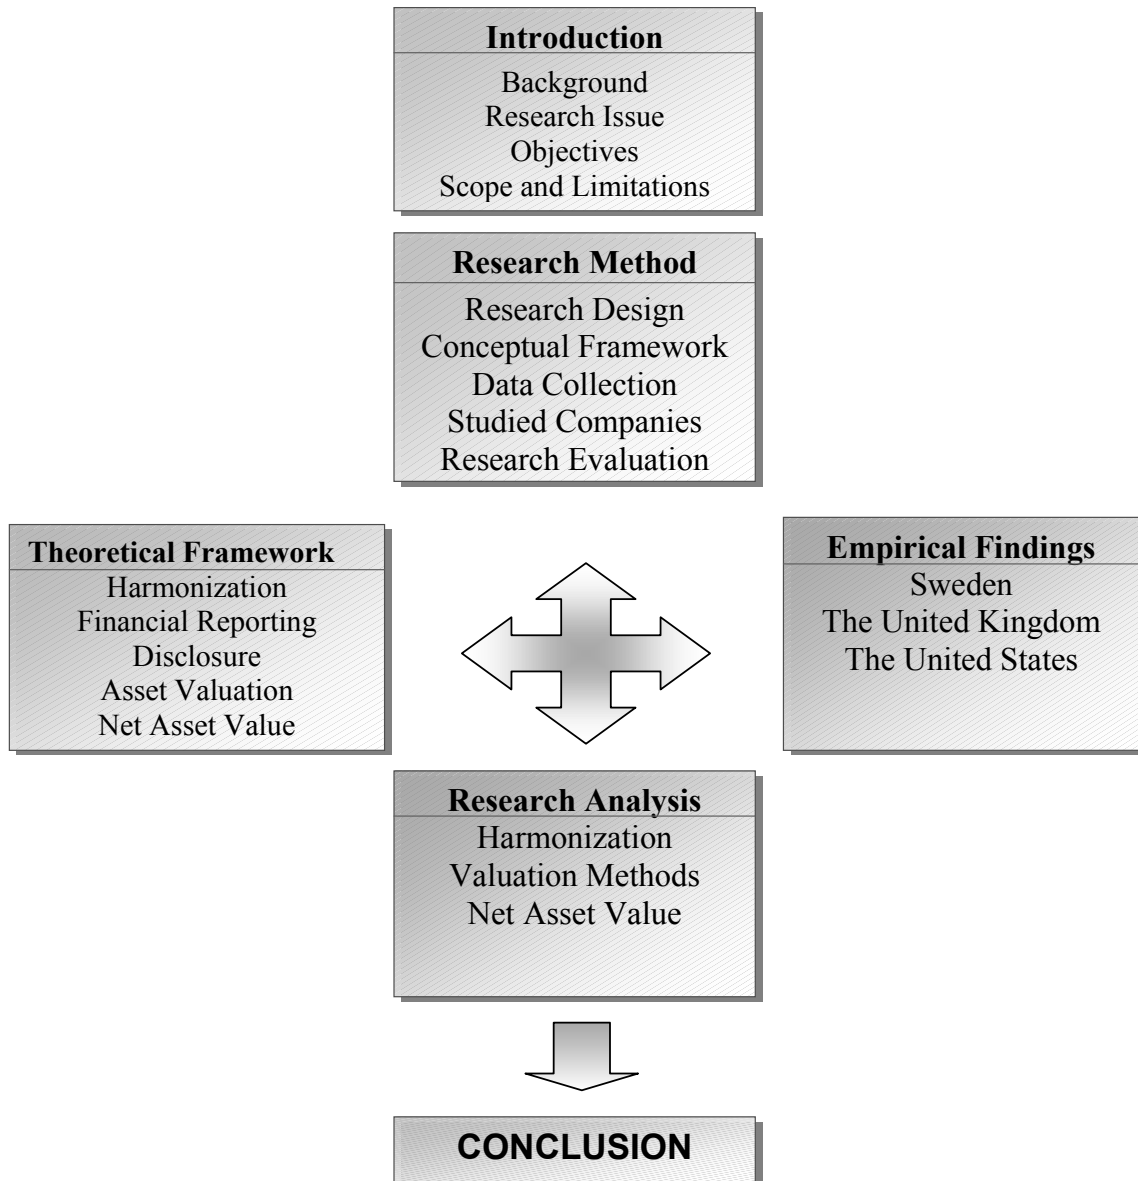 Introduction
Background
Research Issue
Objectives
Scope and Limitations
Research Method
Research Design
Conceptual Framework
Data Collection
Studied Companies
Research Evaluation
Theoretical Framework
Harmonization
Financial Reporting
Disclosure
Asset Valuation
Net Asset Value
Empirical Findings
Sweden
The United Kingdom
The United States
Research Analysis
Harmonization
Valuation Methods
Net Asset Value
CONCLUSION